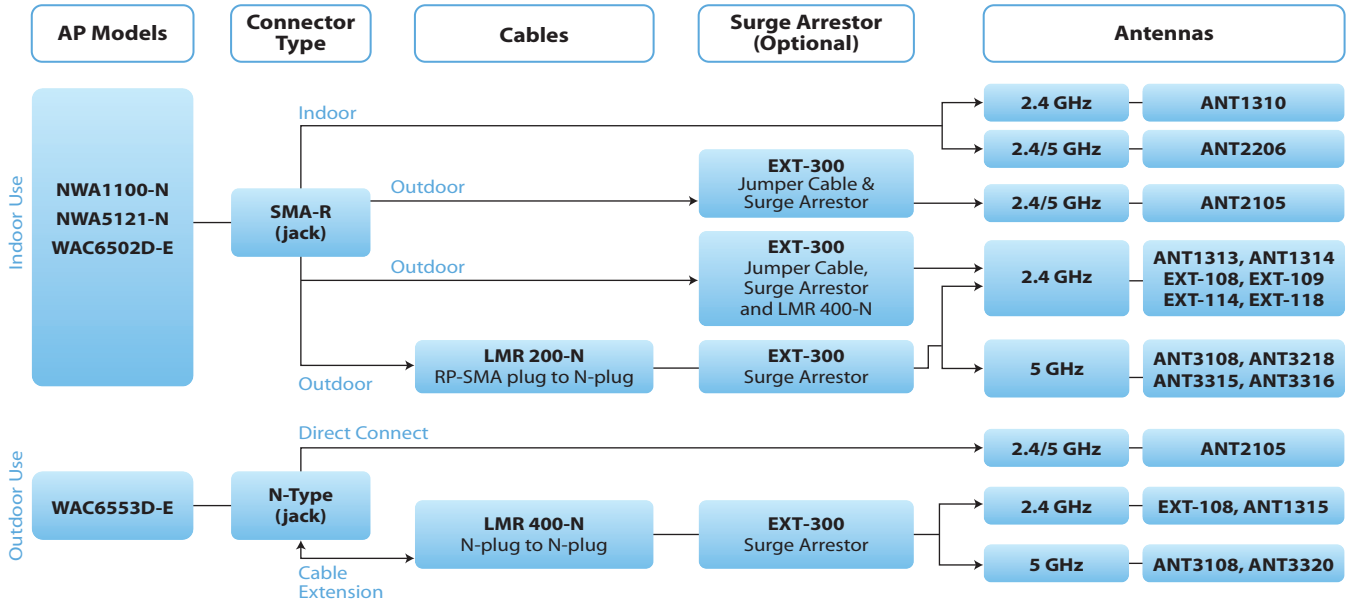 AP Models
Connector
Type
Cables
Surge Arrestor
(Optional)
Antennas
Indoor Use
NWA1100-N
NWA5121-N
WAC6502D-E
SMA-R
(jack)
Indoor
2.4 GHz
ANT1310
2.4/5 GHz
ANT2206
Outdoor
EXT-300
Jumper Cable &
Surge Arrestor
2.4/5 GHz
ANT2105
Outdoor
EXT-300
Jumper Cable,
Surge Arrestor
and LMR 400-N
2.4 GHz
ANT1313, ANT1314
EXT-108, EXT-109
EXT-114, EXT-118
Outdoor
LMR 200-N
RP-SMA plug to N-plug
EXT-300
Surge Arrestor
5 GHz
ANT3108, ANT3218
ANT3315, ANT3316
Outdoor Use
WAC6553D-E
N-Type
(jack)
Direct Connect
2.4/5 GHz
ANT2105
Cable
Extension
LMR 400-N
N-plug to N-plug
EXT-300
Surge Arrestor
2.4 GHz
EXT-108, ANT1315
5 GHz
ANT3108, ANT3320